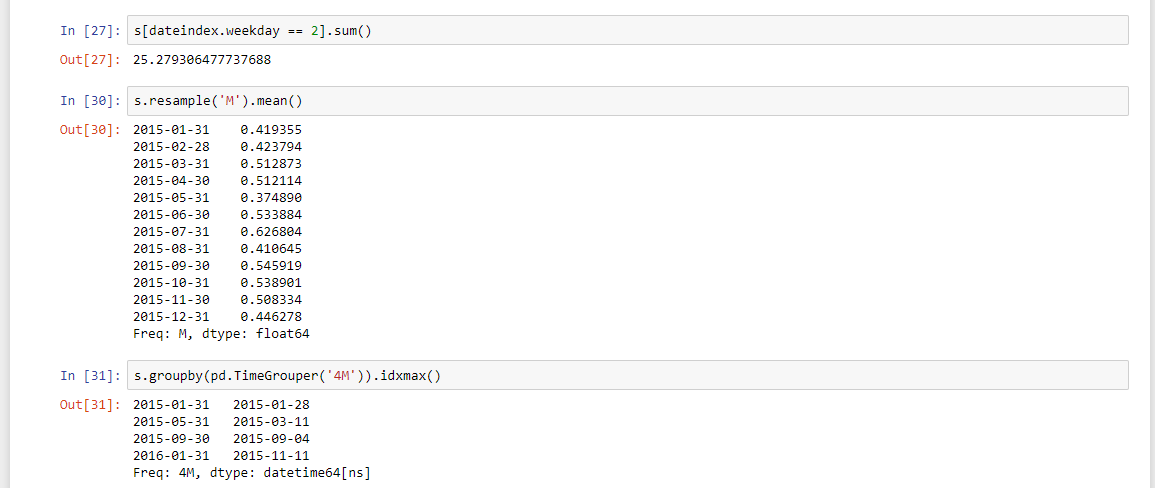 In [27]: s[dateindex.weekday == 2].sum()
Out[27]: 25.279306477737688
In [30]: s.resample('M').mean()
Out[30]: 2015-01-31    0.419355
2015-02-28    0.423794
2015-03-31    0.512873
2015-04-30    0.512114
2015-05-31    0.374890
2015-06-30    0.533884
2015-07-31    0.626804
2015-08-31    0.410645
2015-09-30    0.545919
2015-10-31    0.538901
2015-11-30    0.508334
2015-12-31    0.446278
Freq: M, dtype: float64
In [31]: s.groupby(pd.TimeGrouper('4M')).idxmax()
Out[31]: 2015-01-31   2015-01-28
2015-05-31   2015-03-11
2015-09-30   2015-09-04
2016-01-31   2015-11-11
Freq: 4M, dtype: datetime64[ns]